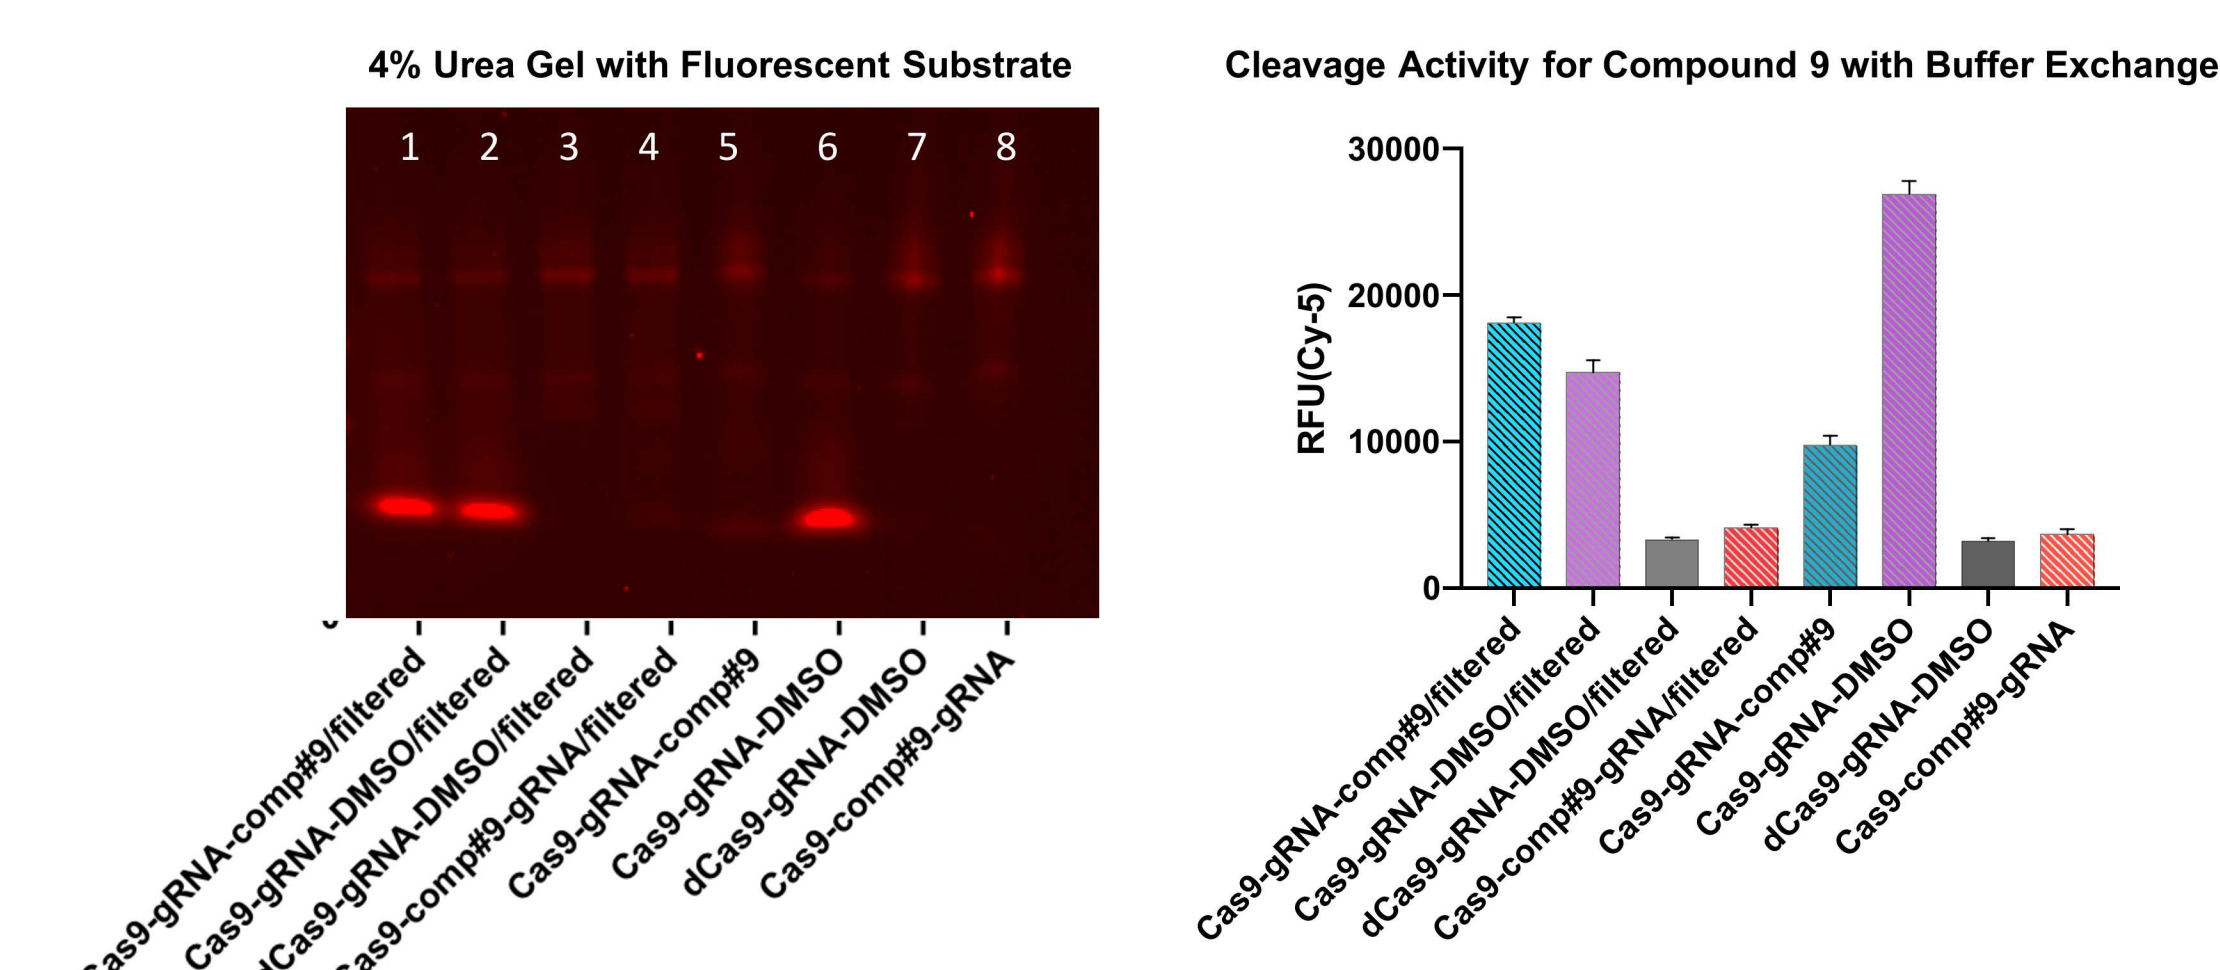 4% Urea Gel with Fluorescent Substrate
1 2 3 4 5 6 7 8
Cas9-gRNA-comp#9/filtered
Cas9-gRNA-DMSO/filtered
dCas9-gRNA-DMSO/filtered
Cas9-comp#9-gRNA/filtered
Cas9-gRNA-comp#9
Cas9-gRNA-DMSO
dCas9-gRNA-DMSO
Cas9-comp#9-gRNA
Cleavage Activity for Compound 9 with Buffer Exchange
RFU(Cy-5)
30000
20000
10000
0
Cas9-gRNA-comp#9/filtered
Cas9-gRNA-DMSO/filtered
dCas9-gRNA-DMSO/filtered
Cas9-comp#9-gRNA/filtered
Cas9-gRNA-comp#9
Cas9-gRNA-DMSO
dCas9-gRNA-DMSO
Cas9-comp#9-gRNA